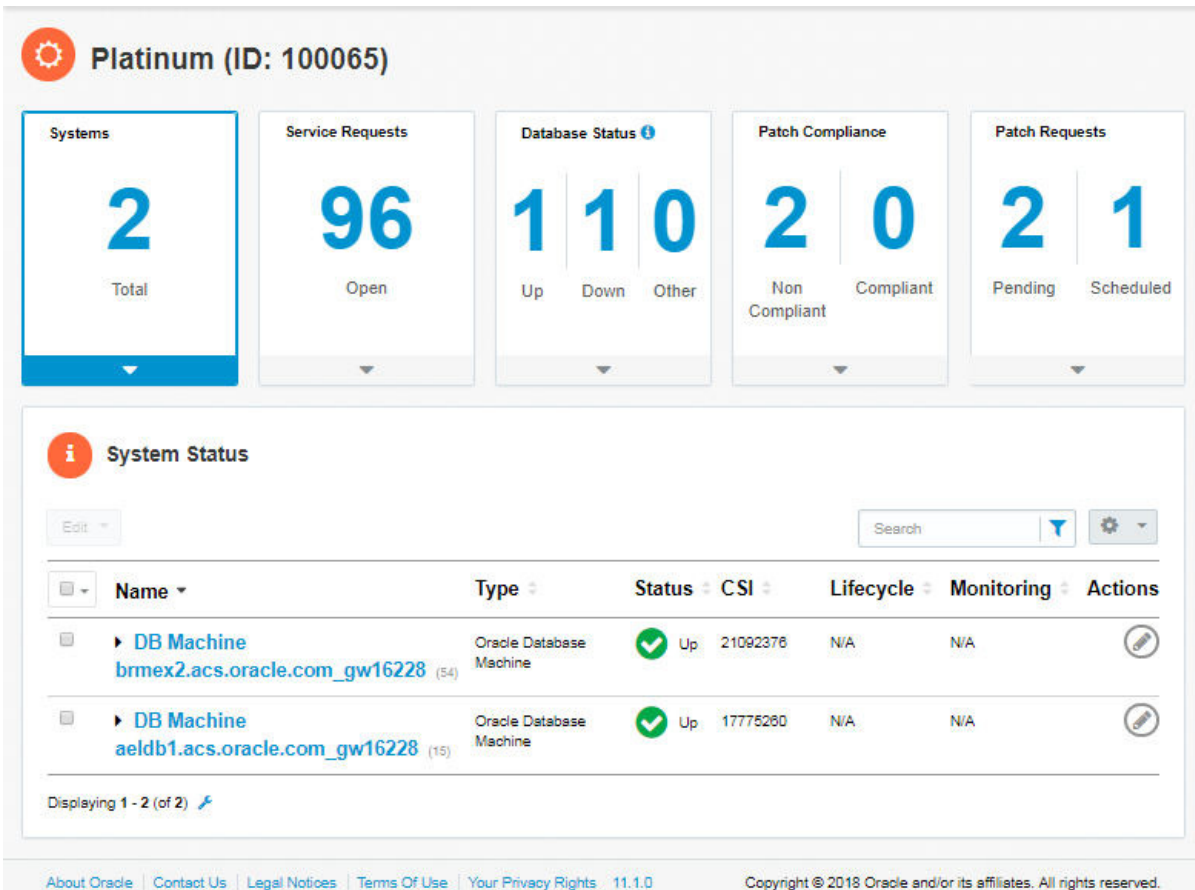 Platinum (ID: 100065)
Systems
2
Total
Service Requests
96
Open
Database Status
1 1 0
Up Down Other
Patch Compliance
2 0
Non Compliant
Compliant
Patch Requests
2 1
Pending Scheduled
System Status
Edit
Search
Name Type Status CSI Lifecycle Monitoring Actions
DB Machine
brmex2.acs.oracle.com_gw16228 (54)
Oracle Database
Machine
Up 21092376 N/A N/A
DB Machine
aeldb1.acs.oracle.com_gw16228 (15)
Oracle Database
Machine
Up 17775260 N/A N/A
Displaying 1 - 2 (of 2)
About Oracle Contact Us Legal Notices Terms Of Use Your Privacy Rights 11.1.0 Copyright © 2018 Oracle and/or its affiliates. All rights reserved.